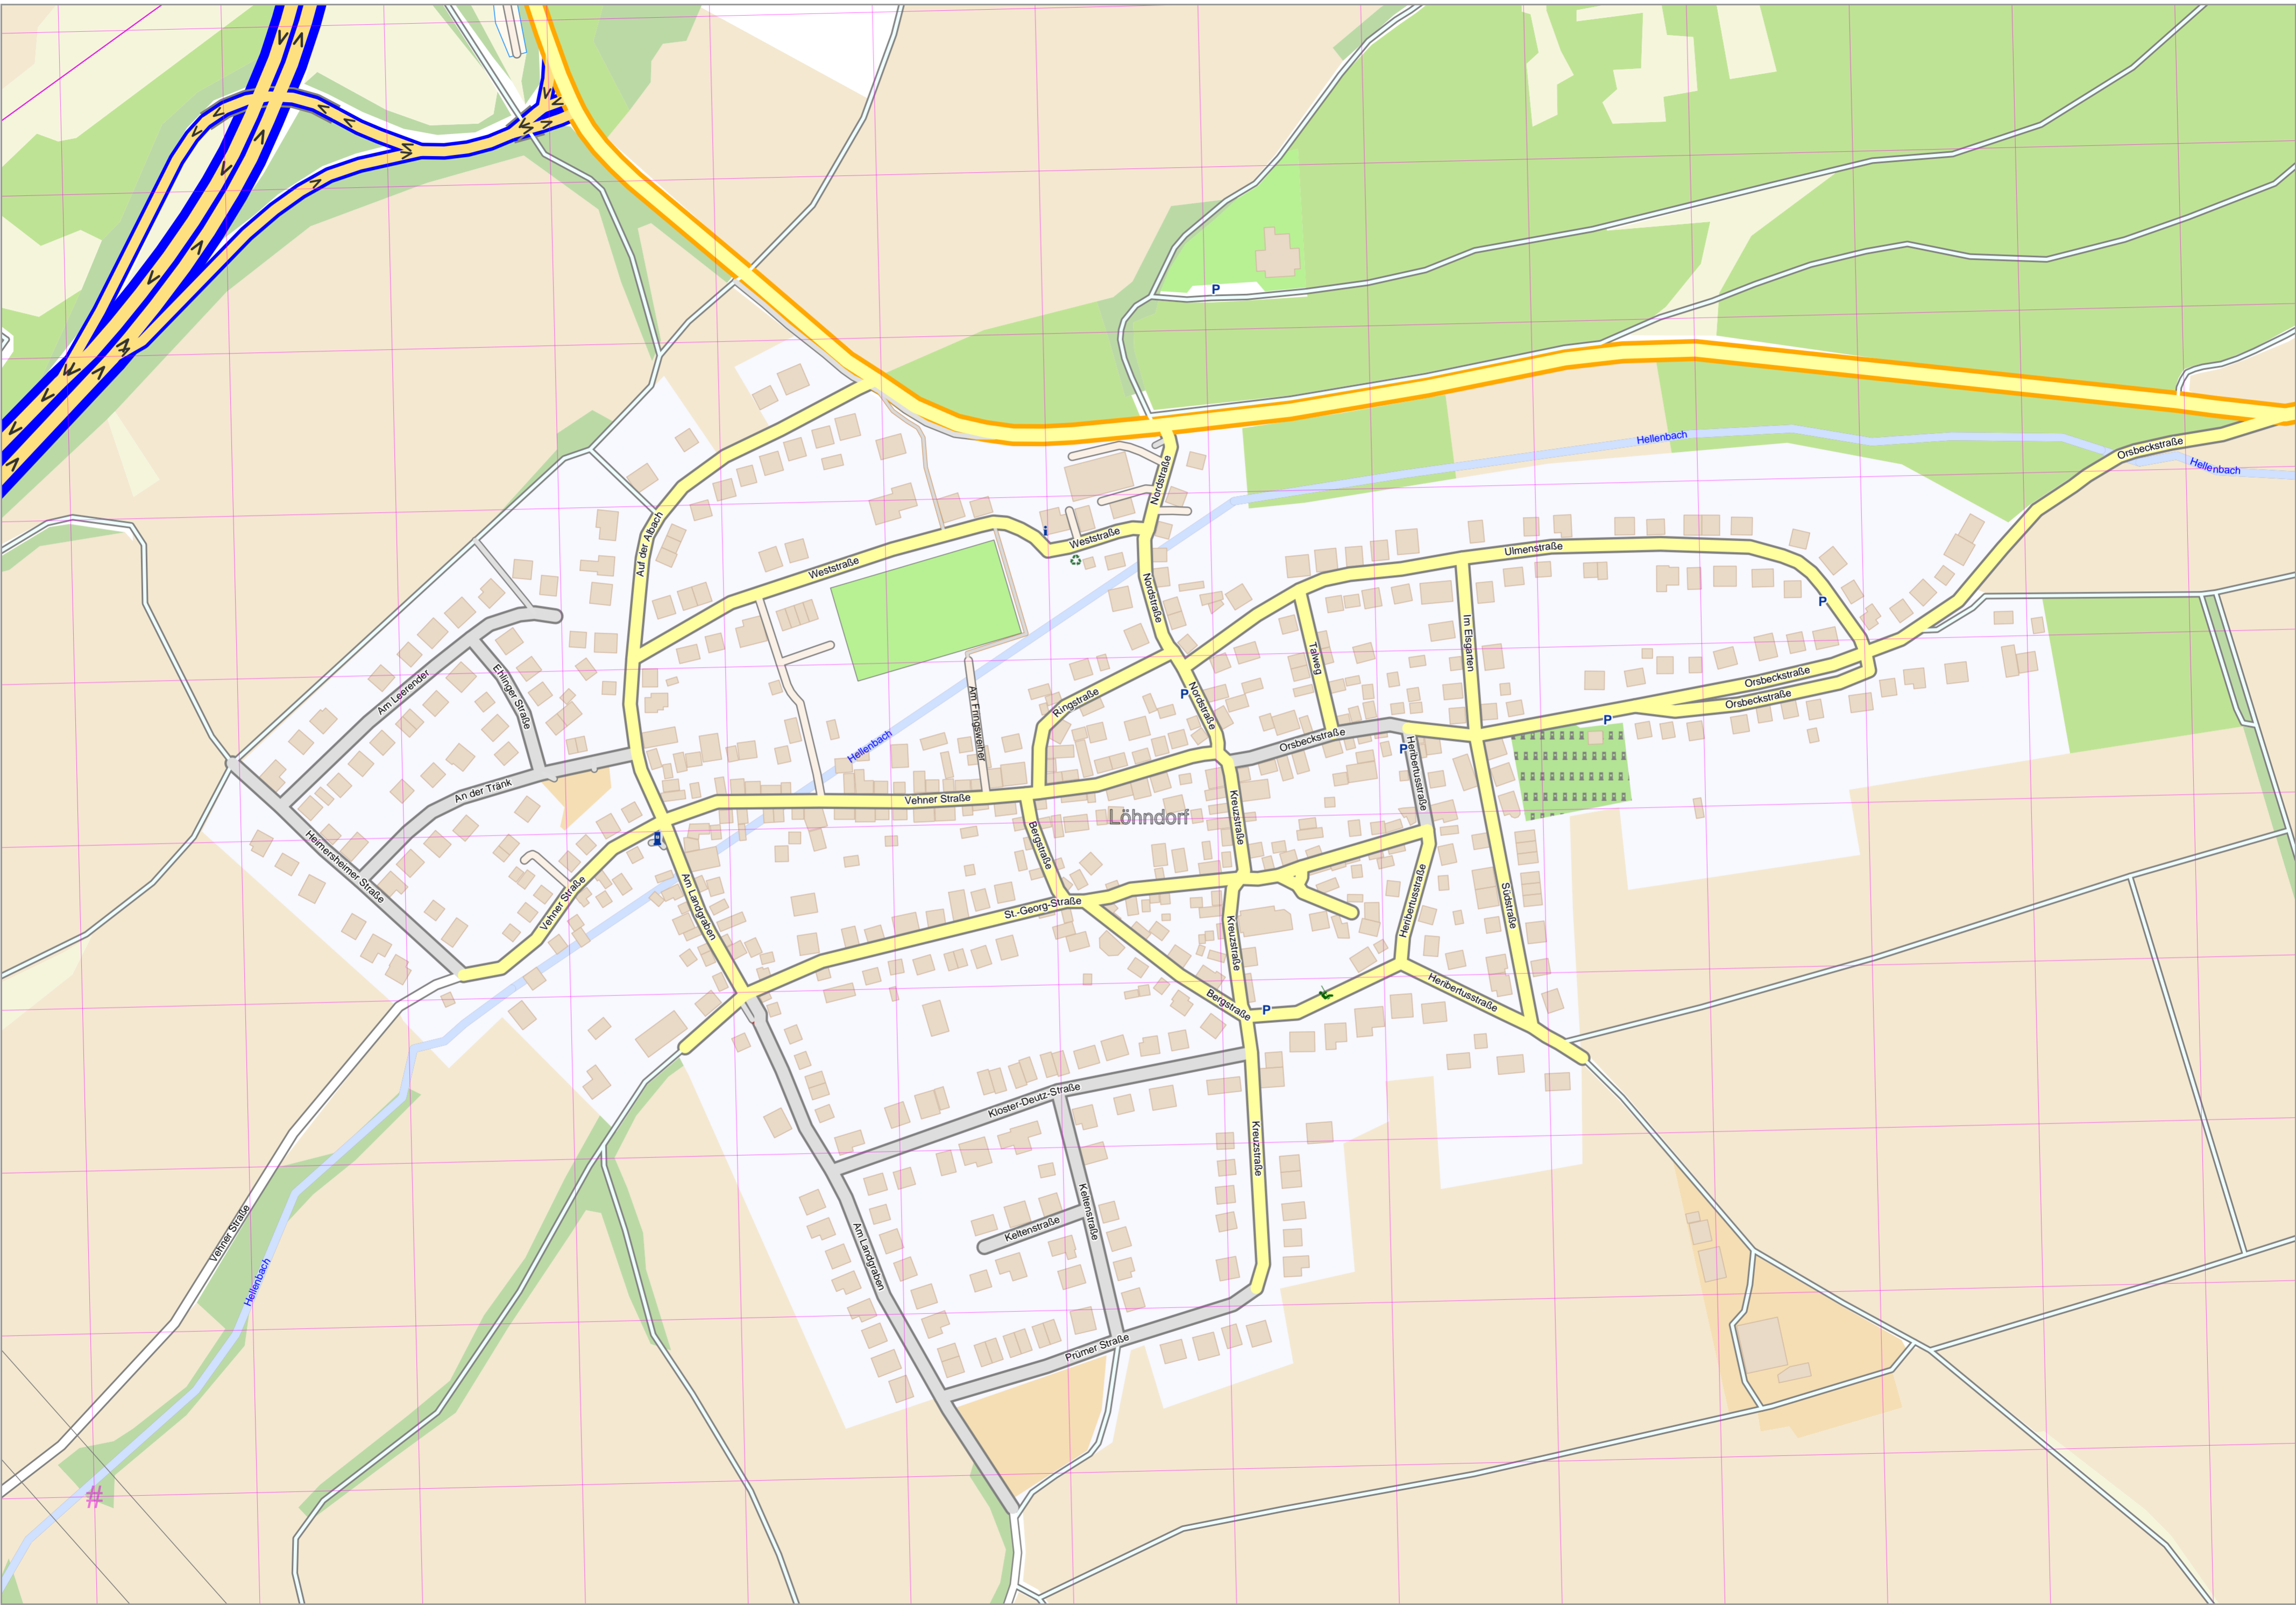 P
Hellenbach
Orsbeckstraße
Hellenbach
Nordstraße
Auf der Albach
i
Weststraße
Weststraße
Ulmenstraße
Nordstraße
P
Im Elsgarten
Talweg
Am Leerender
Ehlinger Straße
Ringstraße
P
Nordstraße
Am Fringsweiher
Orsbeckstraße
Orsbeckstraße
P
Hellenbach
Orsbeckstraße
P
Heribertusstraße
An der Tränk
Vehner Straße
Löhndorf
Kreuzstraße
Bergstraße
Heimersheimer Straße
Vehner Straße
Am Landgraben
St.-Georg-Straße
Kreuzstraße
Heribertusstraße
Südstraße
Bergstraße
P
Heribertusstraße
Kloster-Deutz-Straße
Kreuzstraße
Keltenstraße
Keltenstraße
Vehner Straße
Hellenbach
Am Landgraben
Prümer Straße
#